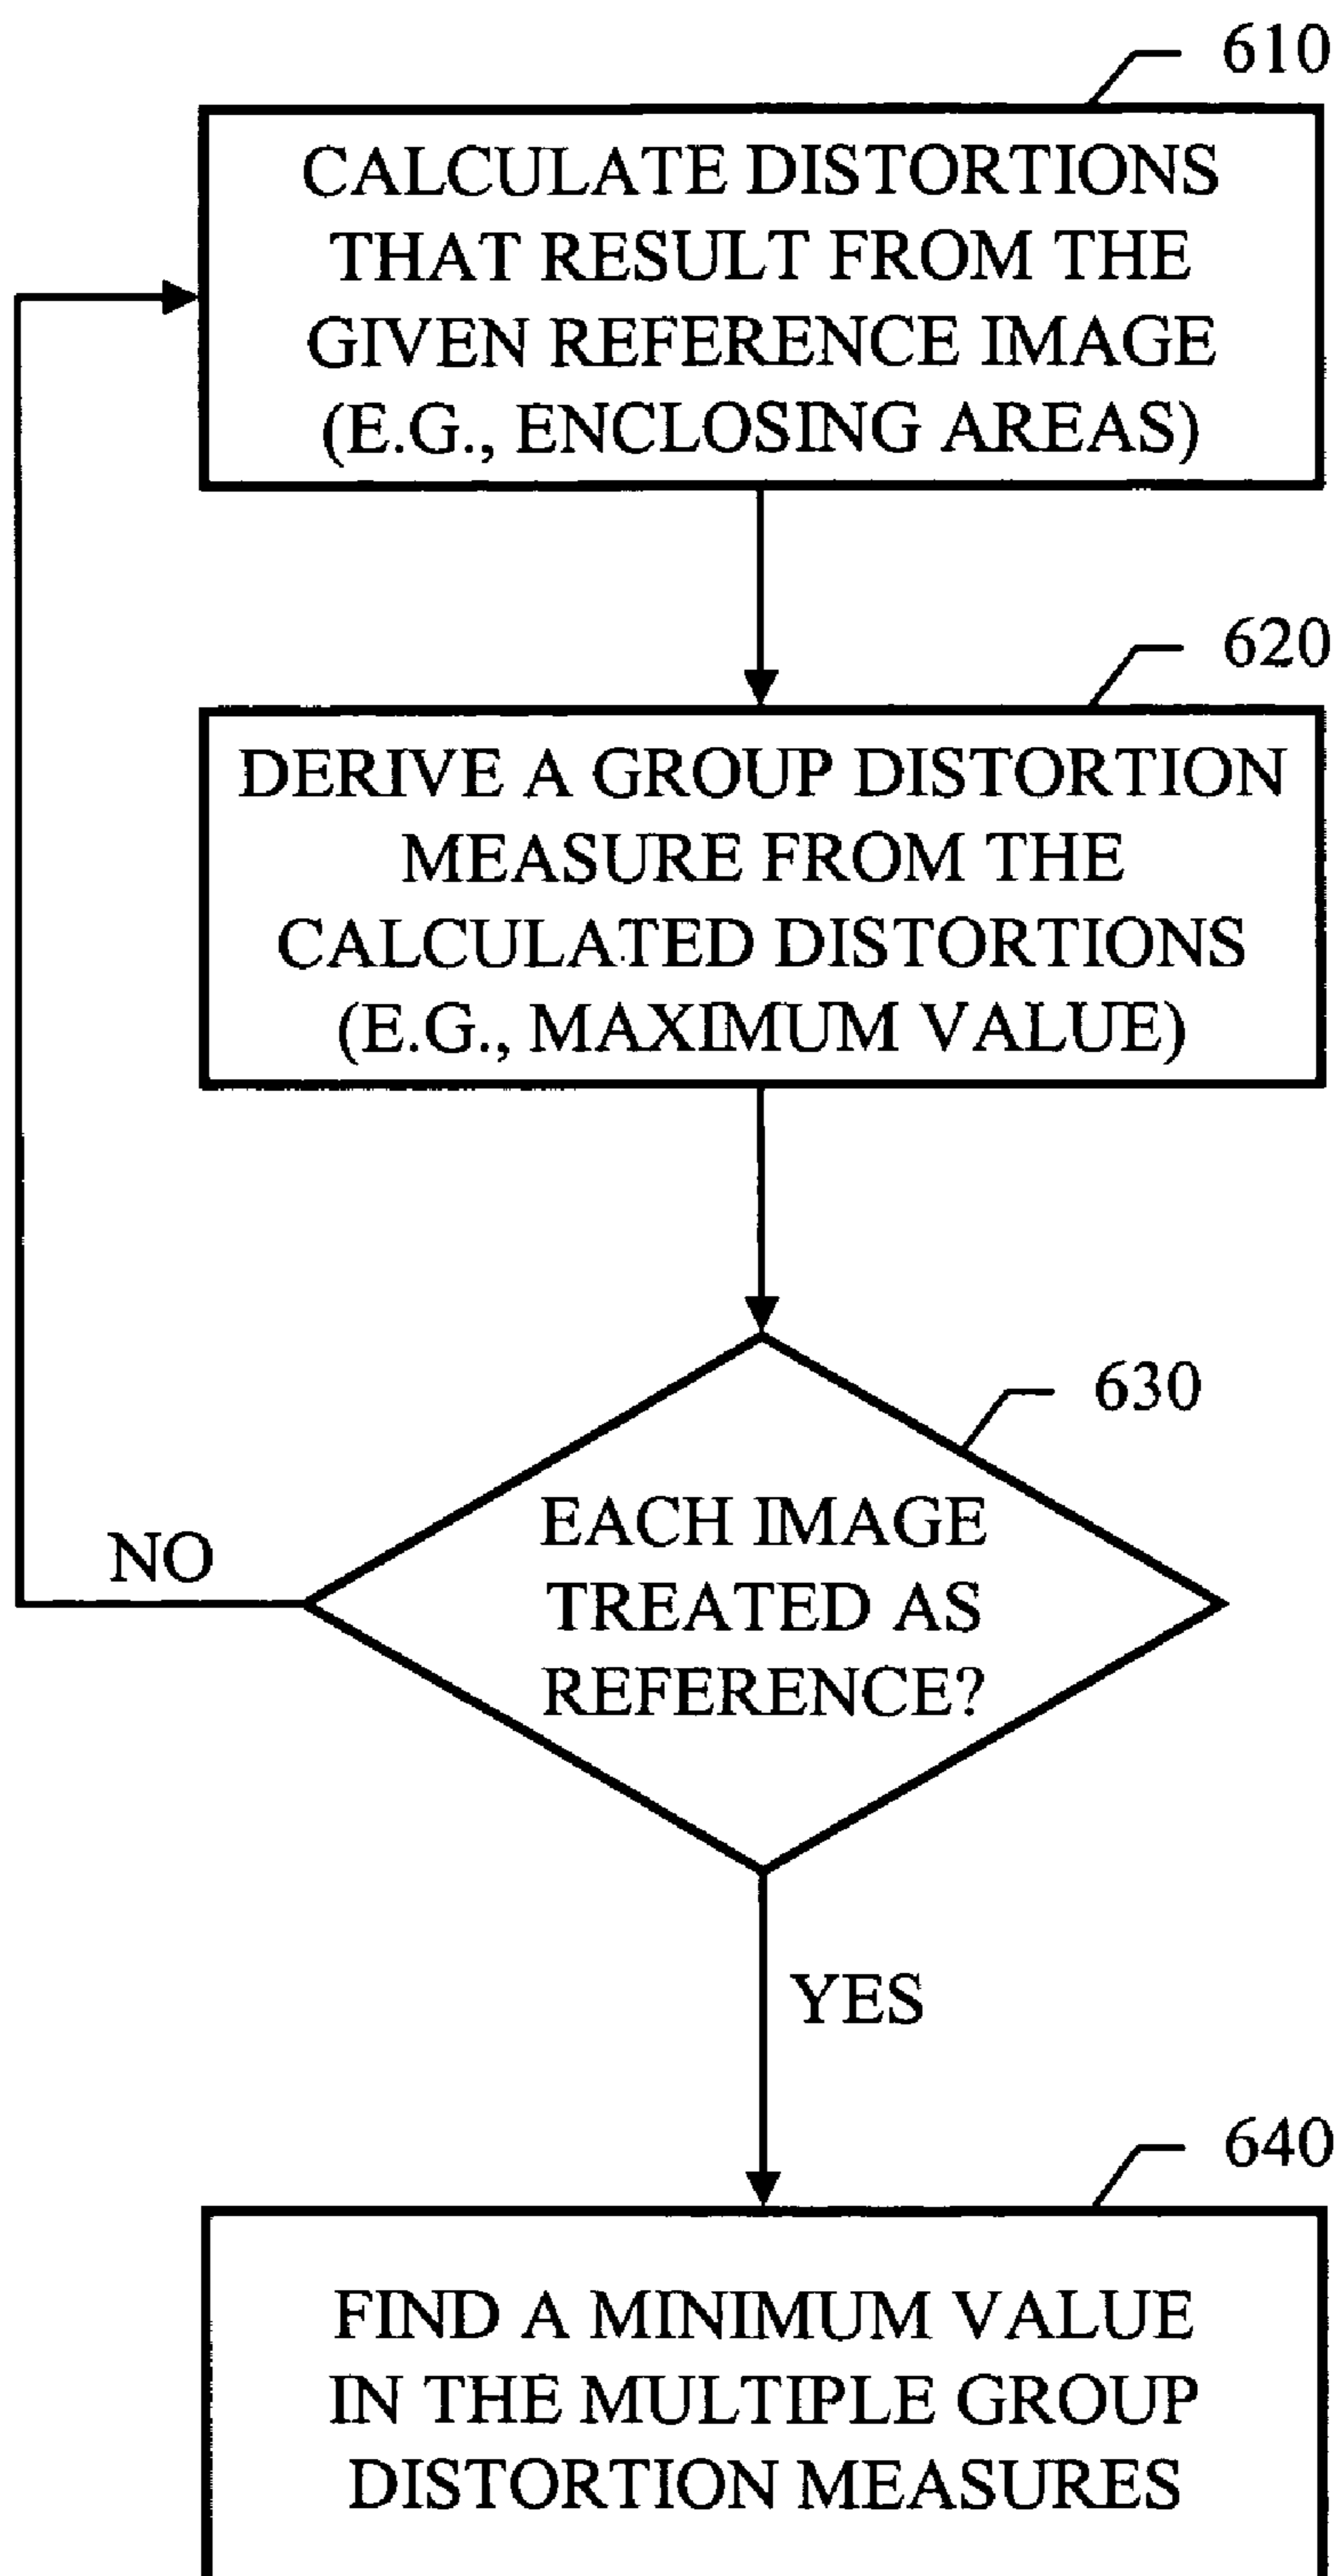 610
CALCULATE DISTORTIONS
THAT RESULT FROM THE
GIVEN REFERENCE IMAGE
(E.G., ENCLOSING AREAS)
620
DERIVE A GROUP DISTORTION
MEASURE FROM THE
CALCULATED DISTORTIONS
(E.G., MAXIMUM VALUE)
630
EACH IMAGE
TREATED AS
REFERENCE?
NO
YES
640
FIND A MINIMUM VALUE
IN THE MULTIPLE GROUP
DISTORTION MEASURES